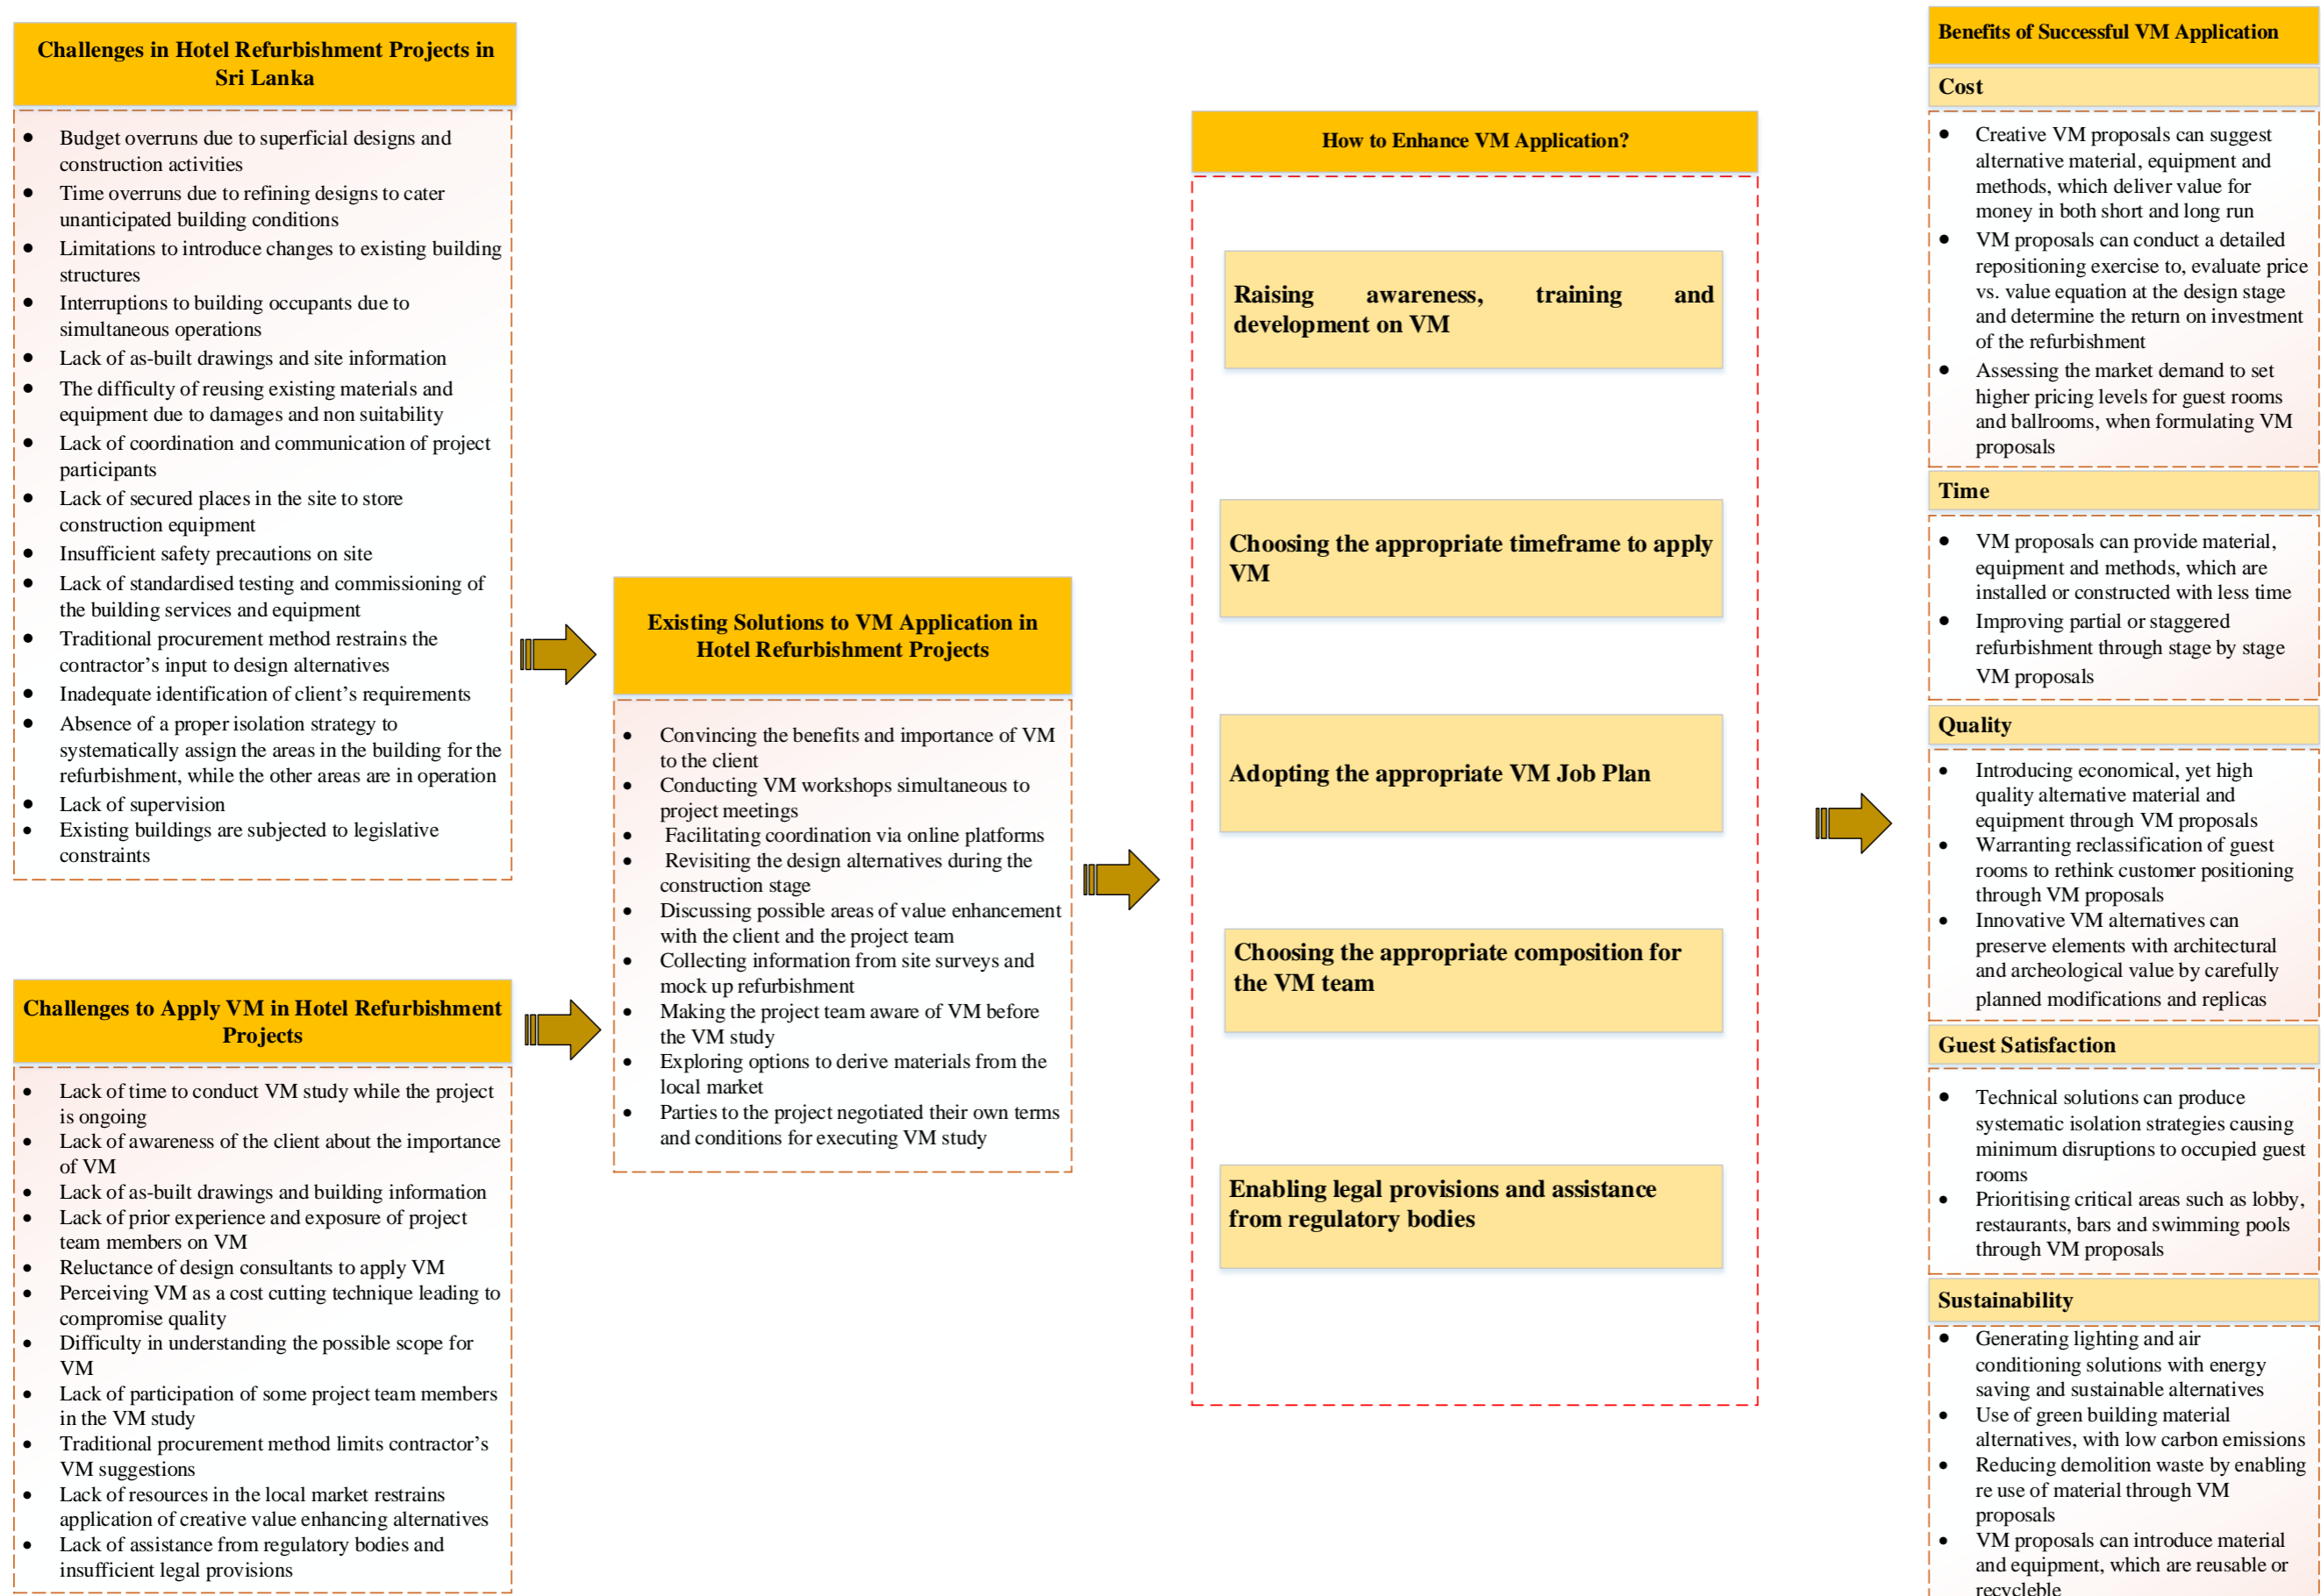 Challenges in Hotel Refurbishment Projects in
Sri Lanka
● Budget overruns due to superficial designs and
construction activities
● Time overruns due to refining designs to cater
unanticipated building conditions
● Limitations to introduce changes to existing building
structures
● Interruptions to building occupants due to
simultaneous operations
● Lack of as-built drawings and site information
● The difficulty of reusing existing materials and
equipment due to damages and non suitability
● Lack of coordination and communication of project
participants
● Lack of secured places in the site to store
construction equipment
● Insufficient safety precautions on site
● Lack of standardised testing and commissioning of
the building services and equipment
● Traditional procurement method restrains the
contractor's input to design alternatives
● Inadequate identification of client's requirements
● Absence of a proper isolation strategy to
systematically assign the areas in the building for the
refurbishment, while the other areas are in operation
● Lack of supervision
● Existing buildings are subjected to legislative
constraints
Challenges to Apply VM in Hotel Refurbishment
Projects
● Lack of time to conduct VM study while the project
is ongoing
● Lack of awareness of the client about the importance
of VM
● Lack of as-built drawings and building information
● Lack of prior experience and exposure of project
team members on VM
● Reluctance of design consultants to apply VM
● Perceiving VM as a cost cutting technique leading to
compromise quality
● Difficulty in understanding the possible scope for
VM
● Lack of participation of some project team members
in the VM study
● Traditional procurement method limits contractor's
VM suggestions
● Lack of resources in the local market restrains
application of creative value enhancing alternatives
● Lack of assistance from regulatory bodies and
insufficient legal provisions
Existing Solutions to VM Application in
Hotel Refurbishment Projects
● Convincing the benefits and importance of VM
to the client
● Conducting VM workshops simultaneous to
project meetings
● Facilitating coordination via online platforms
● Revisiting the design alternatives during the
construction stage
● Discussing possible areas of value enhancement
with the client and the project team
● Collecting information from site surveys and
mock up refurbishment
● Making the project team aware of VM before
the VM study
● Exploring options to derive materials from the
local market
● Parties to the project negotiated their own terms
and conditions for executing VM study
How to Enhance VM Application?
Raising awareness, training and
development on VM
Choosing the appropriate timeframe to apply
VM
Adopting the appropriate VM Job Plan
Choosing the appropriate composition for
the VM team
Enabling legal provisions and assistance
from regulatory bodies
Benefits of Successful VM Application
Cost
● Creative VM proposals can suggest
alternative material, equipment and
methods, which deliver value for
money in both short and long run
● VM proposals can conduct a detailed
repositioning exercise to, evaluate price
vs. value equation at the design stage
and determine the return on investment
of the refurbishment
● Assessing the market demand to set
higher pricing levels for guest rooms
and ballrooms, when formulating VM
proposals
Time
● VM proposals can provide material,
equipment and methods, which are
installed or constructed with less time
● Improving partial or staggered
refurbishment through stage by stage
VM proposals
Quality
● Introducing economical, yet high
quality alternative material and
equipment through VM proposals
● Warranting reclassification of guest
rooms to rethink customer positioning
through VM proposals
● Innovative VM alternatives can
preserve elements with architectural
and archeological value by carefully
planned modifications and replicas
Guest Satisfaction
● Technical solutions can produce
systematic isolation strategies causing
minimum disruptions to occupied guest
rooms
● Prioritising critical areas such as lobby,
restaurants, bars and swimming pools
through VM proposals
Sustainability
● Generating lighting and air
conditioning solutions with energy
saving and sustainable alternatives
● Use of green building material
alternatives, with low carbon emissions
● Reducing demolition waste by enabling
re use of material through VM
proposals
● VM proposals can introduce material
and equipment, which are reusable or
recycleble